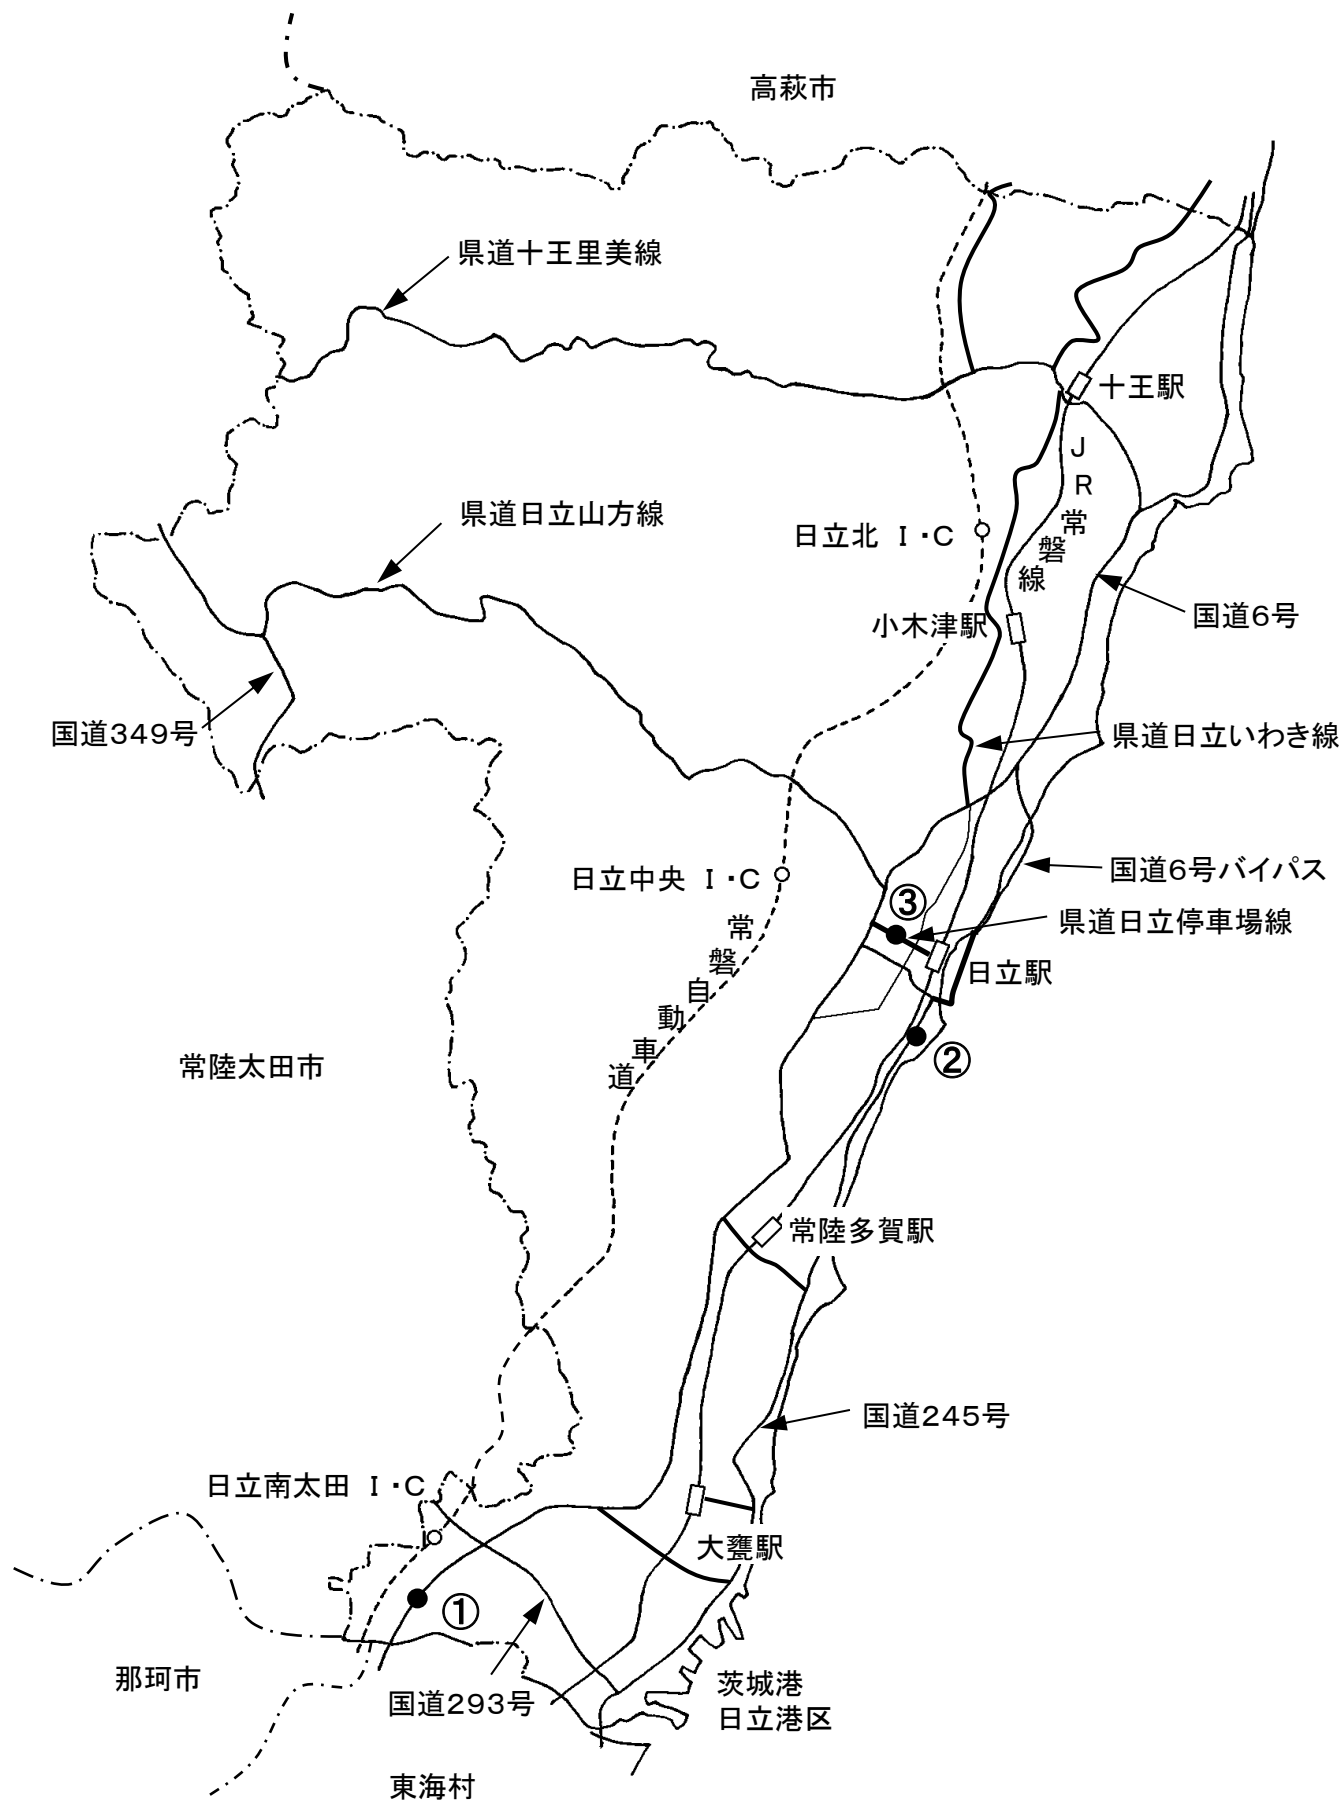 高萩市
県道十王里美線
十王駅
JR常磐線
県道日立山方線
日立北 I・C
国道6号
小木津駅
国道349号
県道日立いわき線
国道6号バイパス
日立中央 I・C
③
県道日立停車場線
常磐自動車道
日立駅
②
常陸太田市
常陸多賀駅
国道245号
日立南太田 I・C
大甕駅
①
那珂市
国道293号
茨城港
日立港区
東海村